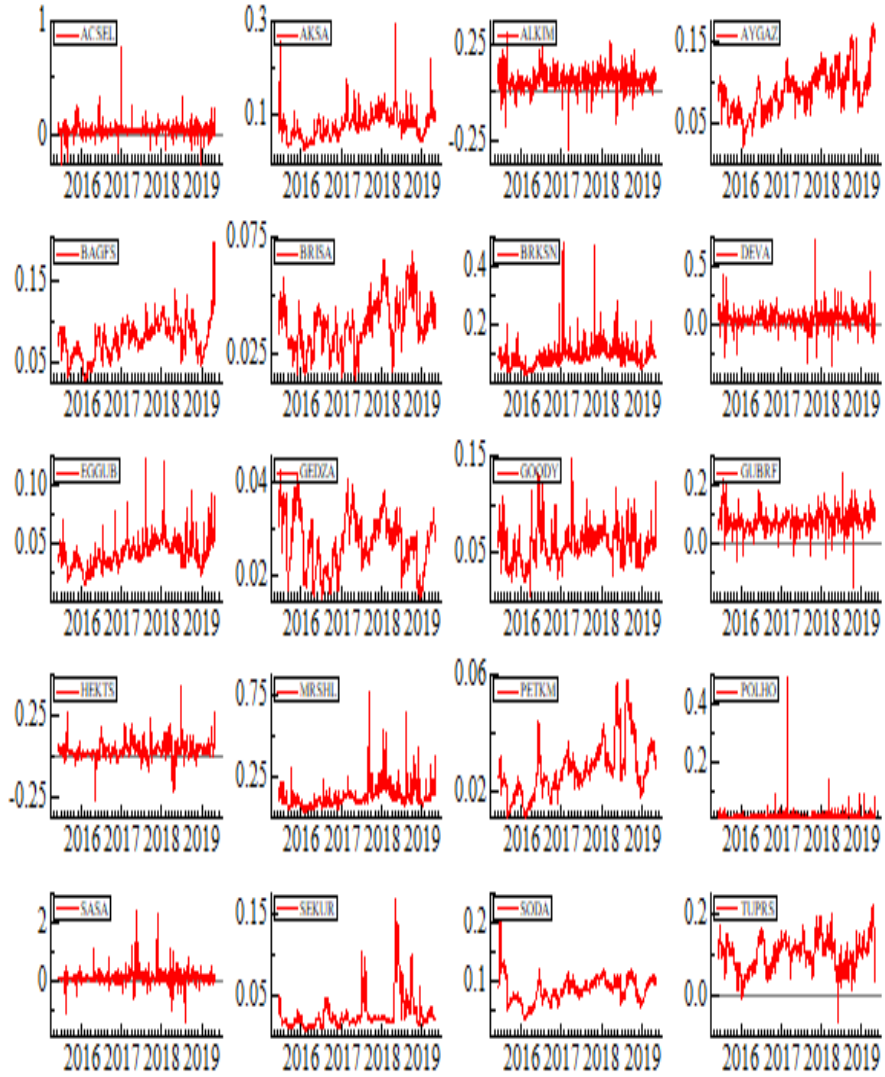 1
0
ACSEL
2016 2017 2018 2019
0.3
0.1
AKSA
2016 2017 2018 2019
0.25
-0.25
ALKIM
2016 2017 2018 2019
0.15
0.05
AYGAZ
2016 2017 2018 2019
0.15
0.05
BAGFS
2016 2017 2018 2019
0.075
0.025
BRISA
2016 2017 2018 2019
0.4
0.2
BRKSN
2016 2017 2018 2019
0.5
0.0
DEVA
2016 2017 2018 2019
0.10
0.05
EGGUB
2016 2017 2018 2019
0.04
0.02
GEDZA
2016 2017 2018 2019
0.15
0.05
GOODY
2016 2017 2018 2019
0.2
0.0
GUBRF
2016 2017 2018 2019
0.25
-0.25
HEKTS
2016 2017 2018 2019
0.75
0.25
MRSHL
2016 2017 2018 2019
0.06
0.02
PETKM
2016 2017 2018 2019
0.4
0.2
POLHO
2016 2017 2018 2019
2
0
SASA
2016 2017 2018 2019
0.15
0.05
SEKUR
2016 2017 2018 2019
0.2
0.1
SODA
2016 2017 2018 2019
0.2
0.0
TUPRS
2016 2017 2018 2019